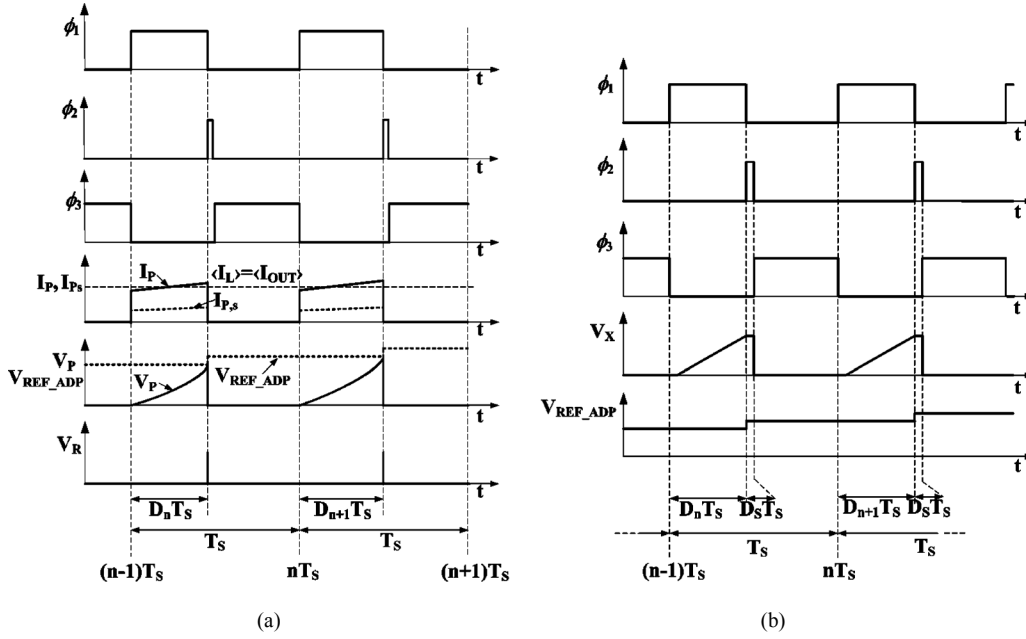 ϕ1
t
ϕ2
t
ϕ3
t
IP, IPs
IP
⟨IL⟩=⟨IOUT⟩
IP,s
t
VP
VREF_ADP
VP
VREF_ADP
t
VR
t
DnTS
Dn+1TS
TS
TS
(n-1)TS
nTS
(n+1)TS
(a)
ϕ1
t
ϕ2
t
ϕ3
t
VX
t
VREF_ADP
t
DnTS
DSTS
Dn+1TS
DSTS
TS
TS
(n-1)TS
nTS
(b)